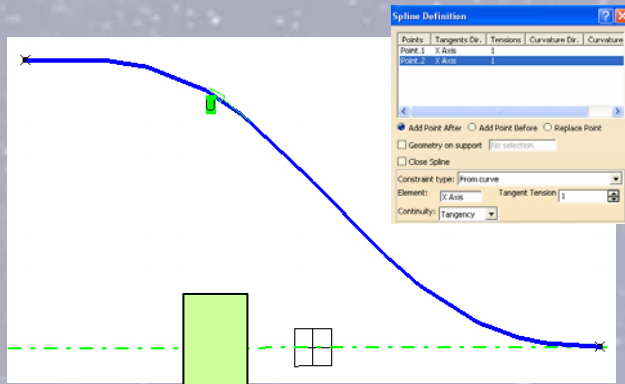 Spline Definition
Points Tangents Dir. Tensions Curvature Dir. Curvature
Point.1 X Axis 1
Point.2 X Axis 1
Add Point After Add Point Before Replace Point
Geometry on support No selection
Close Spline
Constraint type: From curve
Element: X Axis Tangent Tension 1
Continuity: Tangency
U